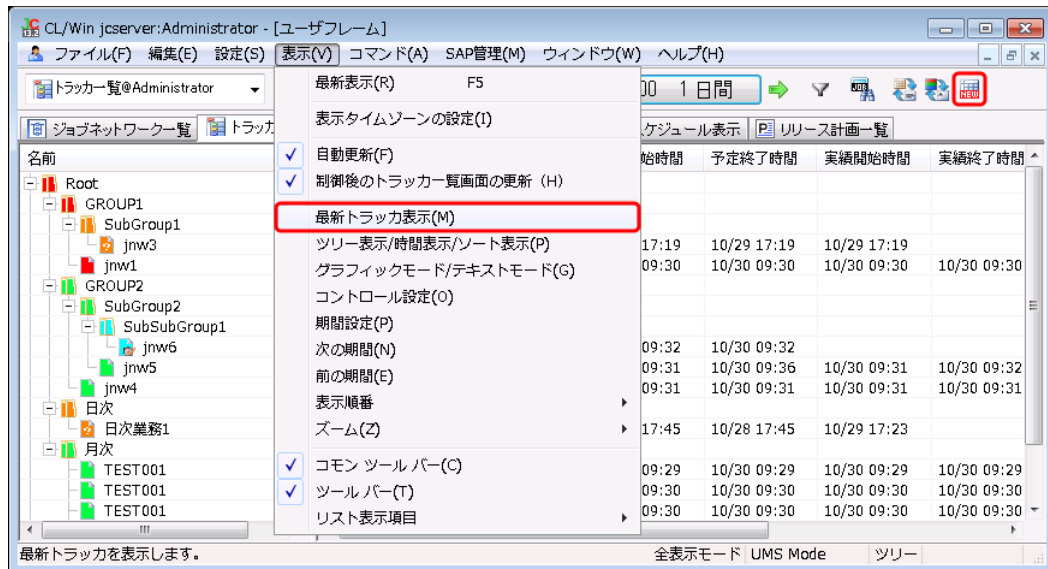 CL/Win jcserver:Administrator - [ユーザフレーム]
ファイル(F) 編集(E) 設定(S) 表示(V) コマンド(A) SAP管理(M) ウィンドウ(W) ヘルプ(H)
トラッカ一覧@Administrator
00 1日間
JOB
NEW
ジョブネットワーク一覧 トラッカ ケジュール表示 リリース計画一覧
名前 始時間 予定終了時間 実績開始時間 実績終了時間
最新表示(R) F5
表示タイムゾーンの設定(I)
自動更新(F)
制御後のトラッカ一覧画面の更新 (H)
最新トラッカ表示(M)
ツリー表示/時間表示/ソート表示(P)
グラフィックモード/テキストモード(G)
コントロール設定(O)
期間設定(P)
次の期間(N)
前の期間(E)
表示順番
ズーム(Z)
コモン ツール バー(C)
ツール バー(T)
リスト表示項目
Root
GROUP1
SubGroup1
jnw3 17:19 10/29 17:19 10/29 17:19
jnw1 09:30 10/30 09:30 10/30 09:30 10/30 09:30
GROUP2
SubGroup2
SubSubGroup1
jnw6 09:32 10/30 09:32
jnw5 09:31 10/30 09:36 10/30 09:31 10/30 09:32
jnw4 09:31 10/30 09:31 10/30 09:31 10/30 09:31
日次
日次業務1 17:45 10/28 17:45 10/29 17:23
月次
TEST001 09:29 10/30 09:29 10/30 09:29 10/30 09:29
TEST001 09:30 10/30 09:30 10/30 09:30 10/30 09:30
TEST001 09:30 10/30 09:30 10/30 09:30 10/30 09:30
最新トラッカを表示します。 全表示モード UMS Mode ツリー